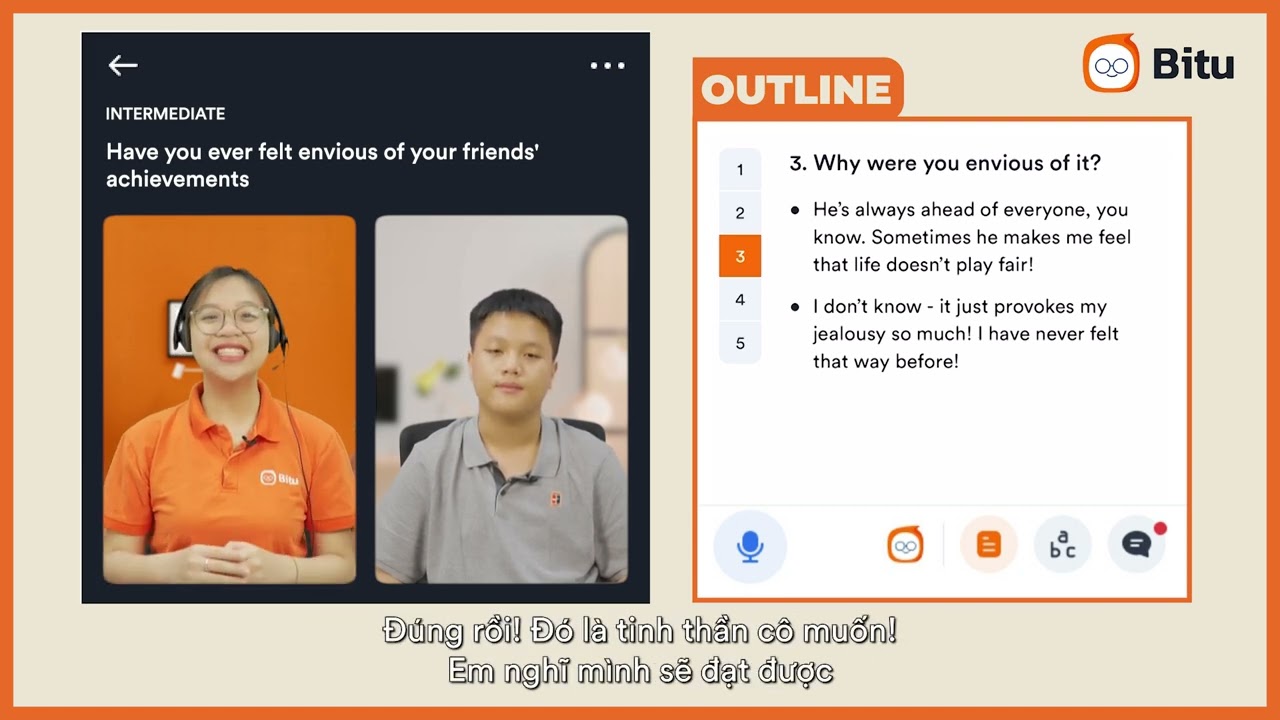 INTERMEDIATE
Have you ever felt envious of your friends'
achievements
Bitu
OUTLINE
Bitu
1
2
3
4
5
3. Why were you envious of it?
He's always ahead of everyone, you
know. Sometimes he makes me feel
that life doesn't play fair!
I don't know - it just provokes my
jealousy so much! I have never felt
that way before!
a
b c
Đúng rồi! Đó là tinh thần cô muốn!
Em nghĩ mình sẽ đạt được